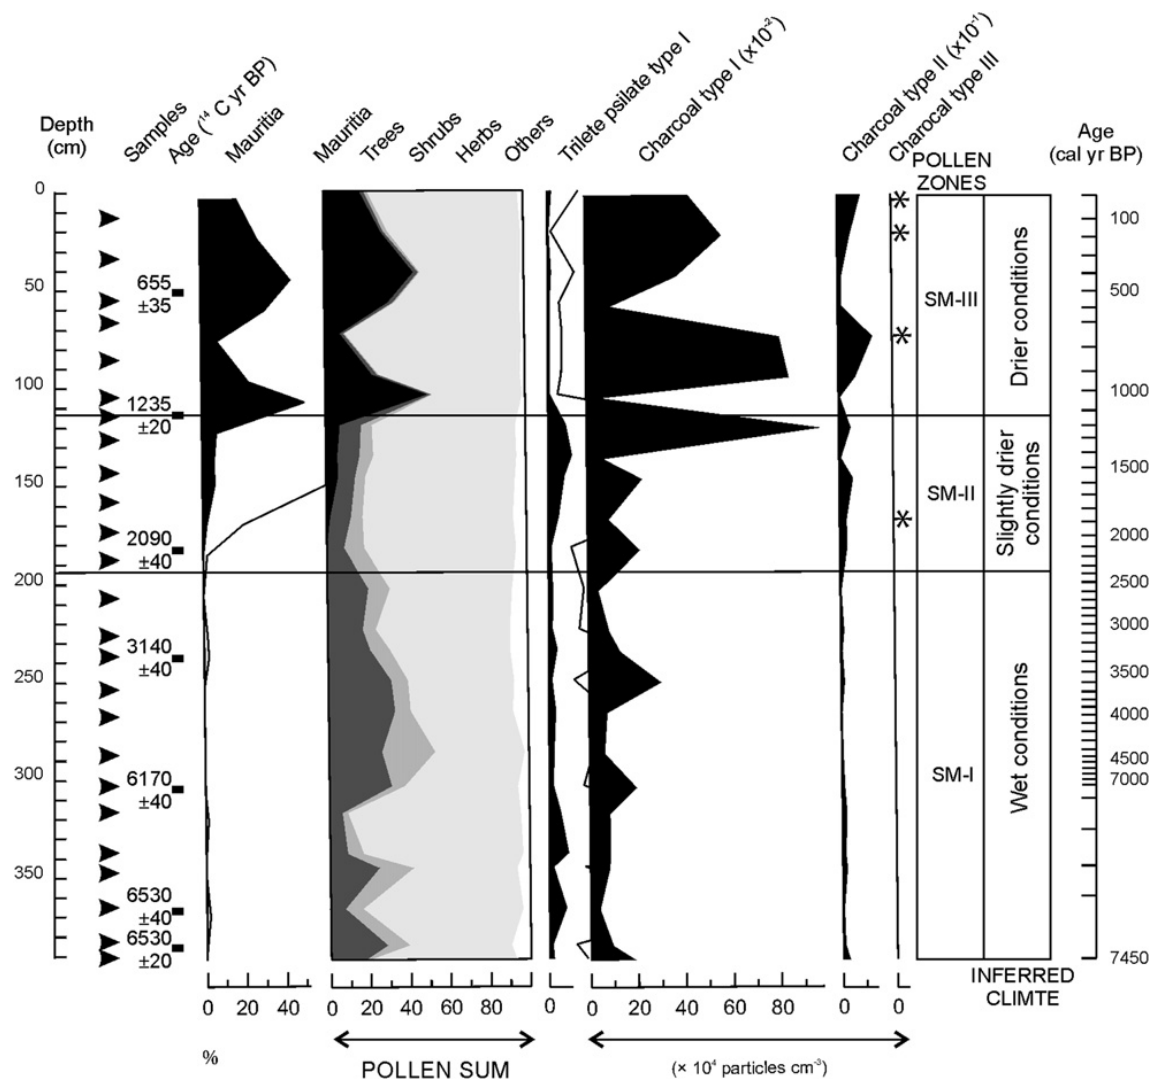 Depth
(cm)
Samples
Age (¹⁴ C yr BP)
Mauritia
Mauritia
Trees
Shrubs
Herbs
Others
Trilete psilate type I
Charcoal type I (x10⁻²)
Charcoal type II (x10⁻¹)
Charocal type III
POLLEN
ZONES
Age
(cal yr BP)
0
50
100
150
200
250
300
350
655
±35
1235
±20
2090
±40
3140
±40
6170
±40
6530
±40
6530
±20
*
*
*
*
SM-III
SM-II
SM-I
Drier conditions
Slightly drier
conditions
Wet conditions
100
500
1000
1500
2000
2500
3000
3500
4000
4500
7000
7450
INFERRED
CLIMTE
0 20 40
0 20 40 60 80 100
0
0 20 40 60 80
0
0
%
POLLEN SUM
(× 10⁴ particles cm⁻³)